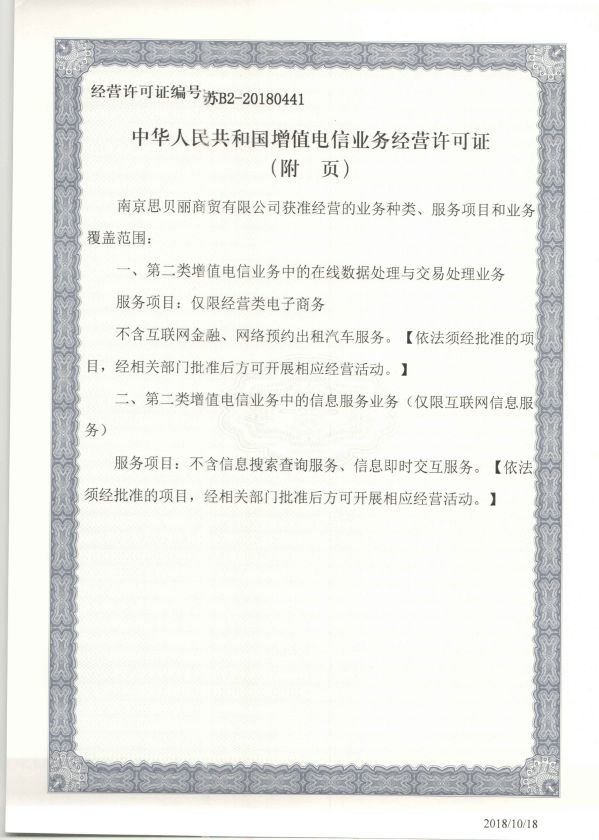 经营许可证编号:苏B2-20180441
中华人民共和国增值电信业务经营许可证
（附 页）
南京思贝丽商贸有限公司获准经营的业务种类、服务项目和业务
覆盖范围：
一、第二类增值电信业务中的在线数据处理与交易处理业务
服务项目：仅限经营类电子商务
不含互联网金融、网络预约出租汽车服务。【依法须经批准的项
目，经相关部门批准后方可开展相应经营活动。】
二、第二类增值电信业务中的信息服务业务（仅限互联网信息服
务）
服务项目：不含信息搜索查询服务、信息即时交互服务。【依法
须经批准的项目，经相关部门批准后方可开展相应经营活动。】
2018/10/18